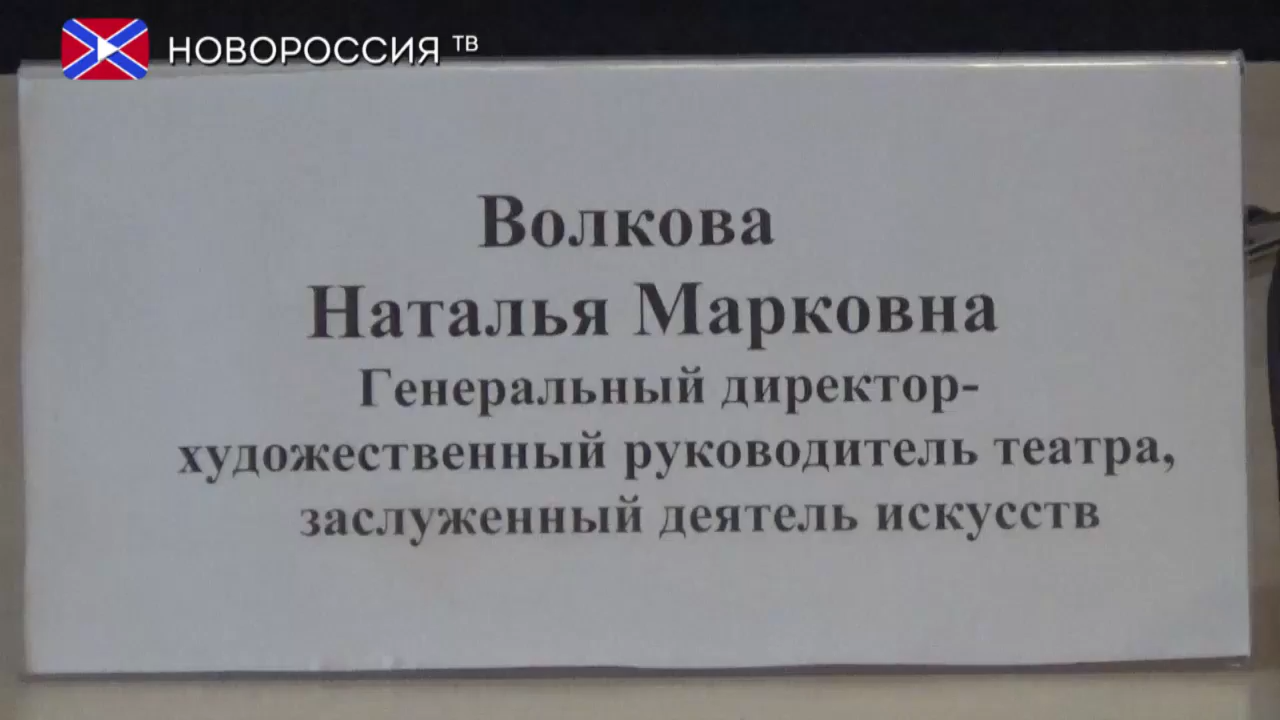 НОВОРОССИЯ ТВ
Волкова
Наталья Марковна
Генеральный директор-
художественный руководитель театра,
заслуженный деятель искусств